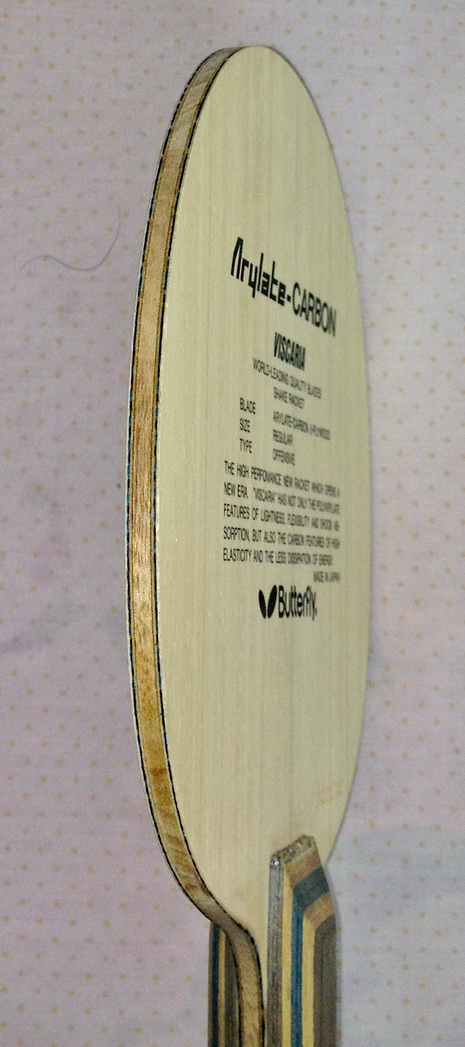 Arylate-CARBON
VISCARIA
WORLD-LEADING QUALITY BLADES
SHAKE RACKET
BLADE ARYLATE-CARBON
SIZE REGULAR
TYPE OFFENSIVE
THE HIGH PERFOMANCE NEW RACKET WHICH OPENS A
NEW ERA. "VISCARIA" HAS NOT ONLY THE POLYARYLATE
FEATURES OF LIGHTNESS, FLEXIBILITY AND SHOCK AB-
SORPTION, BUT ALSO THE CARBON FEATURES OF HIGH
ELASTICITY AND THE LESS DISSIPATION OF ENERGY.
MADE IN JAPAN
Butterfly